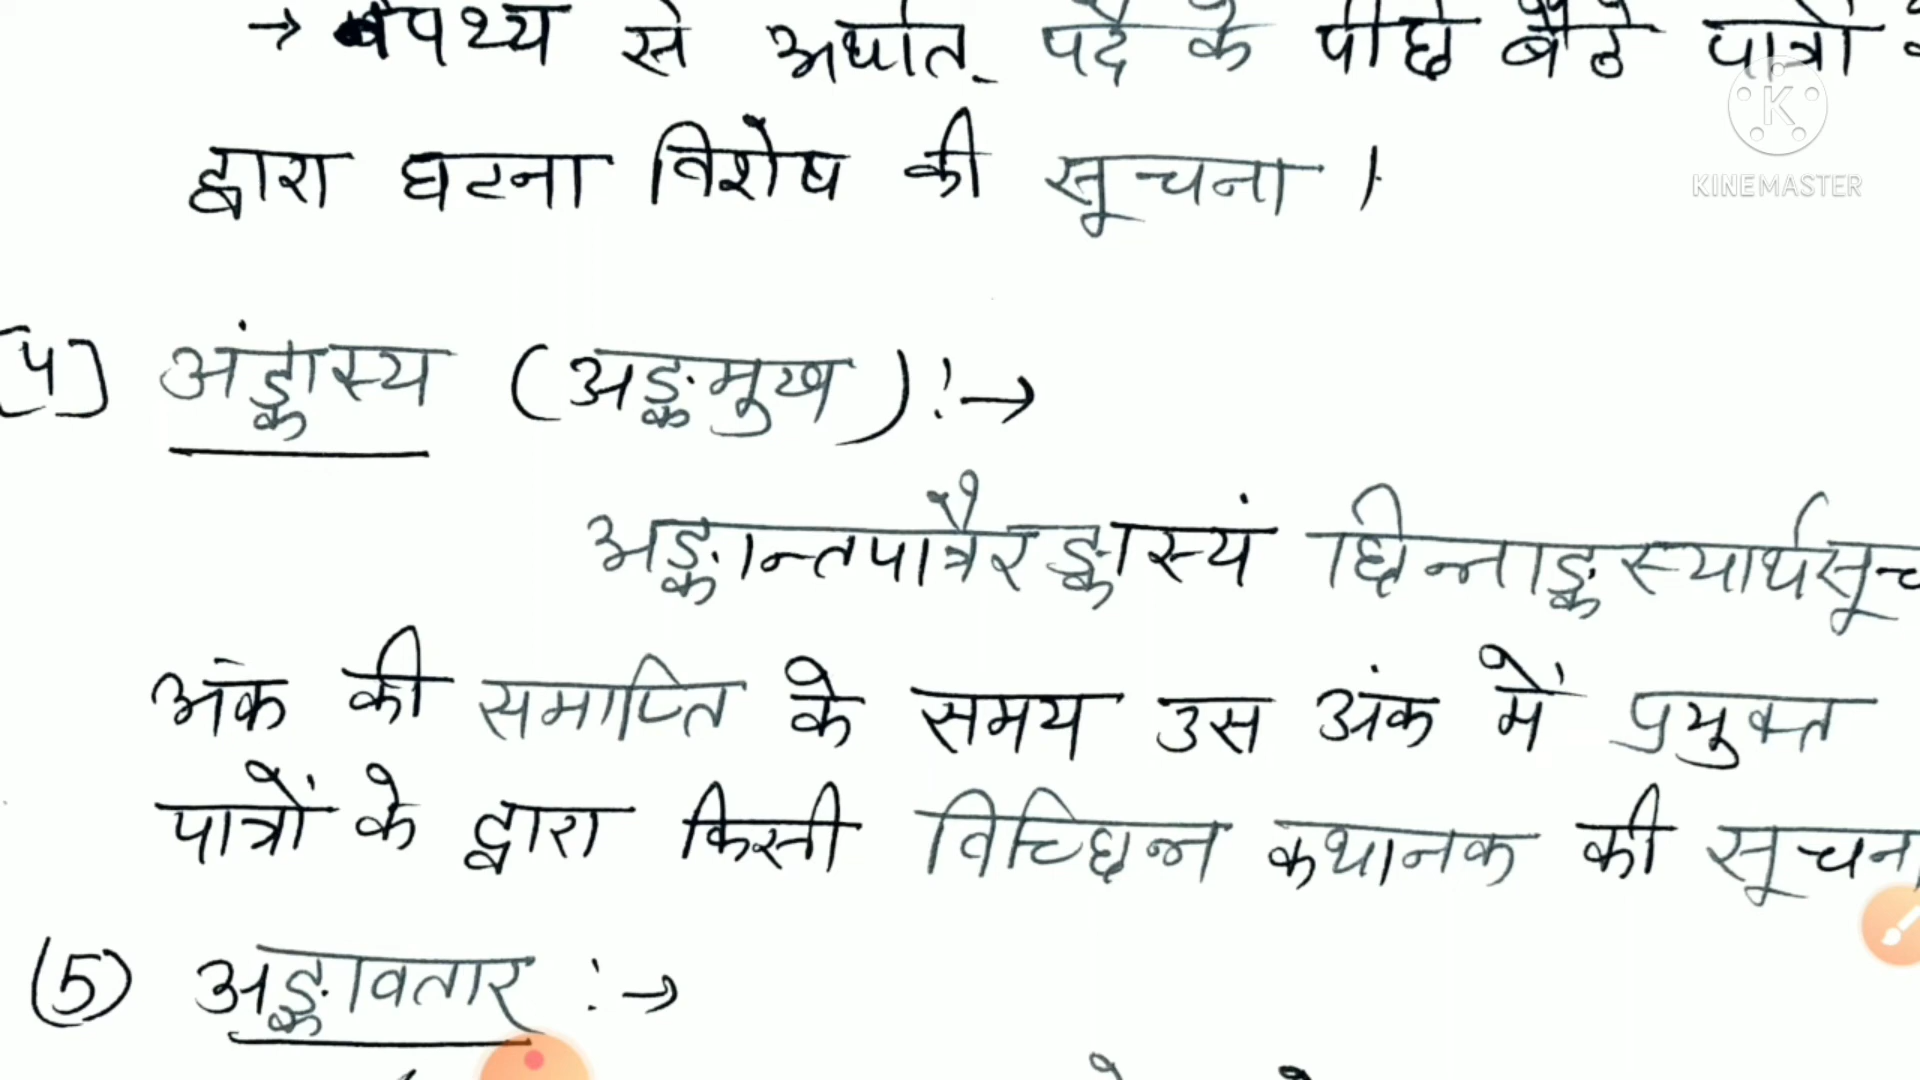 → नेपथ्य से अर्थात् पर्दे के पीछे बैठे पात्रों
द्वारा घटना विशेष की सूचना ।
KINEMASTER
[4] अंङ्कास्य (अङ्कमुख) :→
अङ्कान्तपात्रैरङ्कास्यं छिन्नाङ्कस्यार्थसूच
अंक की समाप्ति के समय उस अंक में प्रयुक्त
पात्रों के द्वारा किसी विच्छिन्न कथानक की सूचन
(5) अङ्कावतार :→